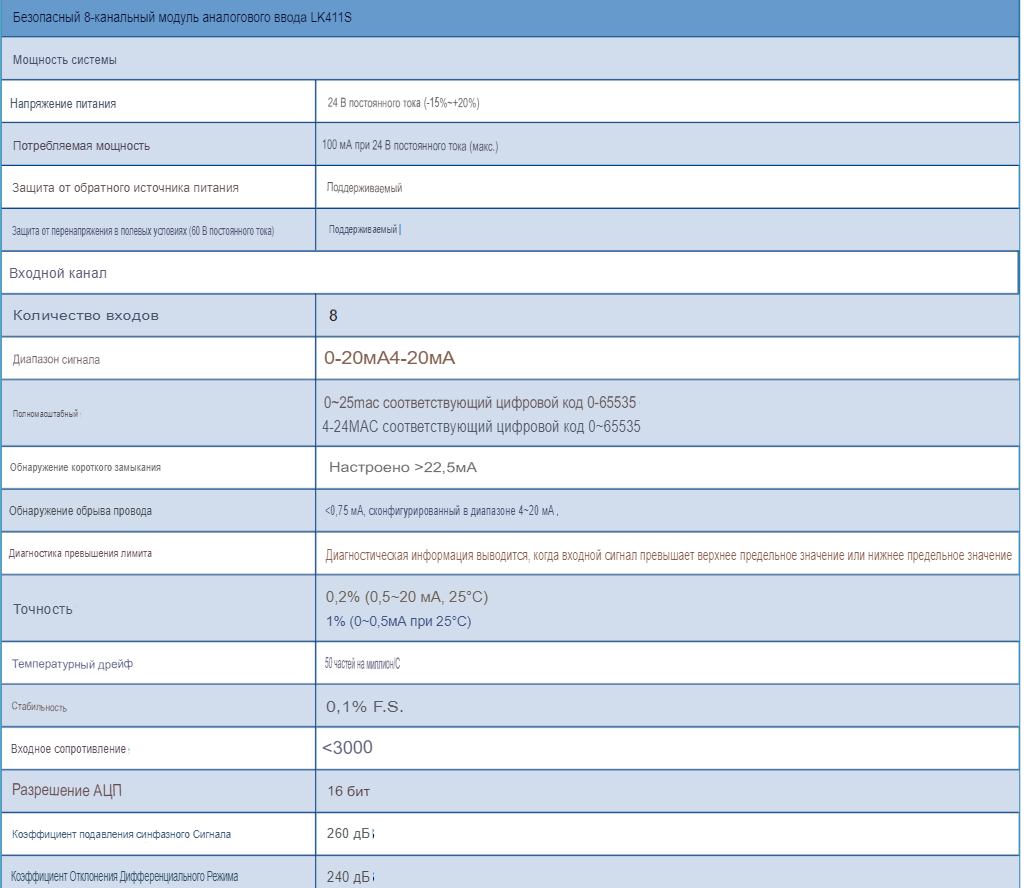 Безопасный 8-канальный модуль аналогового ввода LK411S
Мощность системы
Напряжение питания
24 В постоянного тока (-15%~+20%)
Потребляемая мощность
100 мА при 24 В постоянного тока (макс.)
Защита от обратного источника питания
Поддерживаемый
Защита от перенапряжения в полевых условиях (60 В постоянного тока)
Поддерживаемый
Входной канал
Количество входов
8
Диапазон сигнала
0-20мА4-20мА
Полномасштабный
0~25mac соответствующий цифровой код 0-65535
4-24МАС соответствующий цифровой код 0~65535
Обнаружение короткого замыкания
Настроено >22,5мА
Обнаружение обрыва провода
<0,75 мА, сконфигурированный в диапазоне 4~20 мА ,
Диагностика превышения лимита
Диагностическая информация выводится, когда входной сигнал превышает верхнее предельное значение или нижнее предельное значение
Точность
0,2% (0,5~20 мА, 25°C)
1% (0~0,5мА при 25°C)
Температурный дрейф
50 частей на миллион/С
Стабильность
0,1% F.S.
Входное сопротивление
<3000
Разрешение АЦП
16 бит
Коэффициент подавления синфазного Сигнала
260 дБ
Коэффициент Отклонения Дифференциального Режима
240 дБ